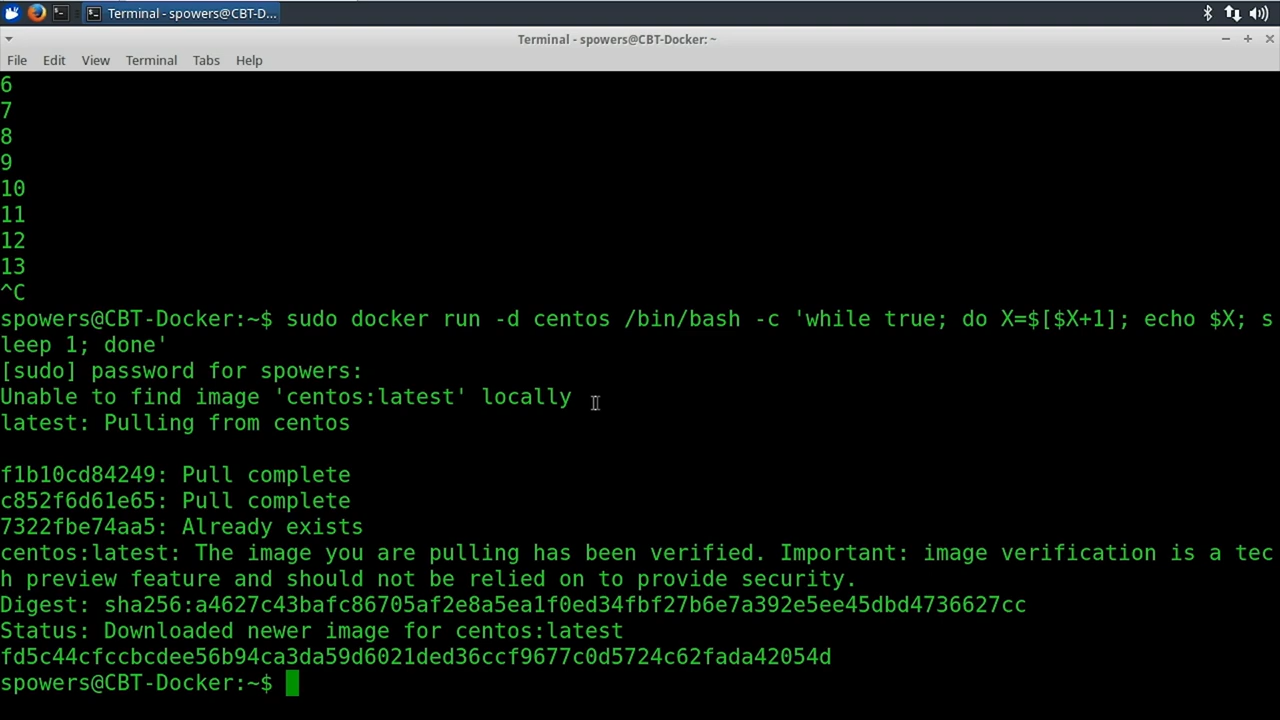 Terminal - spowers@CBT-D...
Terminal - spowers@CBT-Docker: ~
File Edit View Terminal Tabs Help
6
7
8
9
10
11
12
13
^C
spowers@CBT-Docker:~$ sudo docker run -d centos /bin/bash -c 'while true; do X=$[$X+1]; echo $X; s
leep 1; done'
[sudo] password for spowers:
Unable to find image 'centos:latest' locally
latest: Pulling from centos
f1b10cd84249: Pull complete
c852f6d61e65: Pull complete
7322fbe74aa5: Already exists
centos:latest: The image you are pulling has been verified. Important: image verification is a tec
h preview feature and should not be relied on to provide security.
Digest: sha256:a4627c43bafc86705af2e8a5ea1f0ed34fbf27b6e7a392e5ee45dbd4736627cc
Status: Downloaded newer image for centos:latest
fd5c44cfccbcdee56b94ca3da59d6021ded36ccf9677c0d5724c62fada42054d
spowers@CBT-Docker:~$